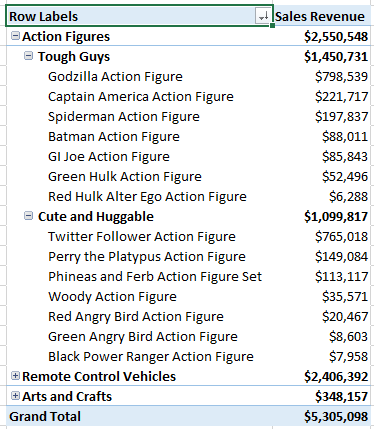 Row Labels Sales Revenue
Action Figures $2,550,548
Tough Guys $1,450,731
Godzilla Action Figure $798,539
Captain America Action Figure $221,717
Spiderman Action Figure $197,837
Batman Action Figure $88,011
GI Joe Action Figure $85,843
Green Hulk Action Figure $52,496
Red Hulk Alter Ego Action Figure $6,288
Cute and Huggable $1,099,817
Twitter Follower Action Figure $765,018
Perry the Platypus Action Figure $149,084
Phineas and Ferb Action Figure Set $113,117
Woody Action Figure $35,571
Red Angry Bird Action Figure $20,467
Green Angry Bird Action Figure $8,603
Black Power Ranger Action Figure $7,958
Remote Control Vehicles $2,406,392
Arts and Crafts $348,157
Grand Total $5,305,098